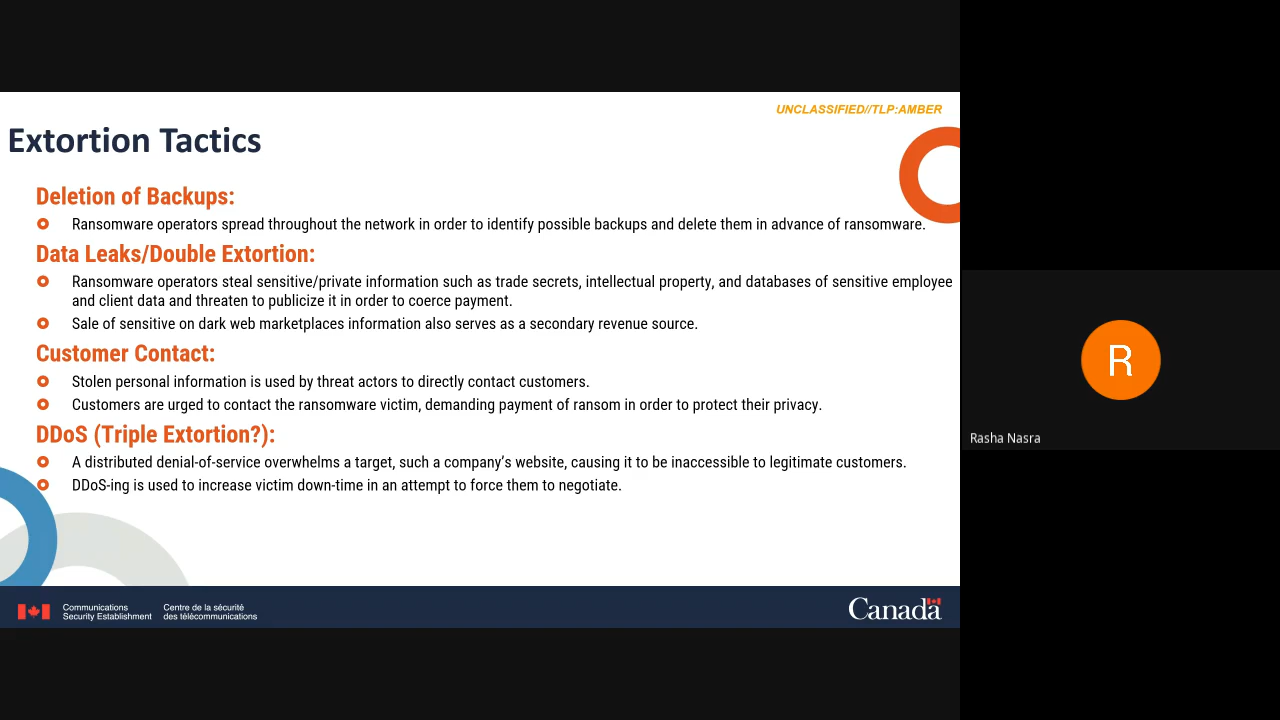 UNCLASSIFIED//TLP:AMBER
Extortion Tactics
Deletion of Backups:
Ransomware operators spread throughout the network in order to identify possible backups and delete them in advance of ransomware.
Data Leaks/Double Extortion:
Ransomware operators steal sensitive/private information such as trade secrets, intellectual property, and databases of sensitive employee
and client data and threaten to publicize it in order to coerce payment.
Sale of sensitive on dark web marketplaces information also serves as a secondary revenue source.
Customer Contact:
Stolen personal information is used by threat actors to directly contact customers.
Customers are urged to contact the ransomware victim, demanding payment of ransom in order to protect their privacy.
DDoS (Triple Extortion?):
A distributed denial-of-service overwhelms a target, such a company’s website, causing it to be inaccessible to legitimate customers.
DDoS-ing is used to increase victim down-time in an attempt to force them to negotiate.
Communications
Security Establishment
Centre de la sécurité
des télécommunications
Canada
R
Rasha Nasra